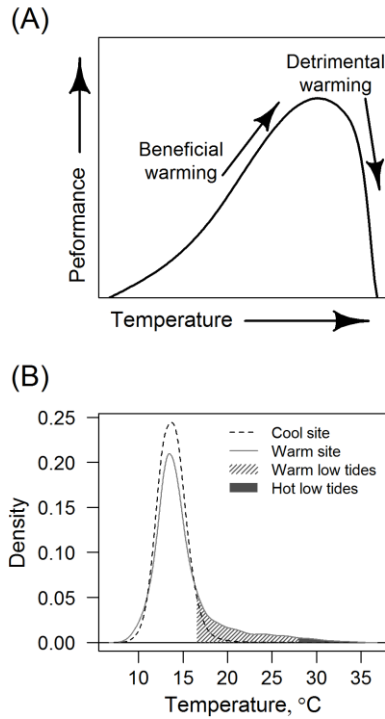 (A)
Detrimental
warming
Beneficial
warming
Peformance
Temperature
(B)
Cool site
Warm site
Warm low tides
Hot low tides
0.25
0.20
0.15
0.10
0.05
0.00
Density
10 15 20 25 30 35
Temperature, °C